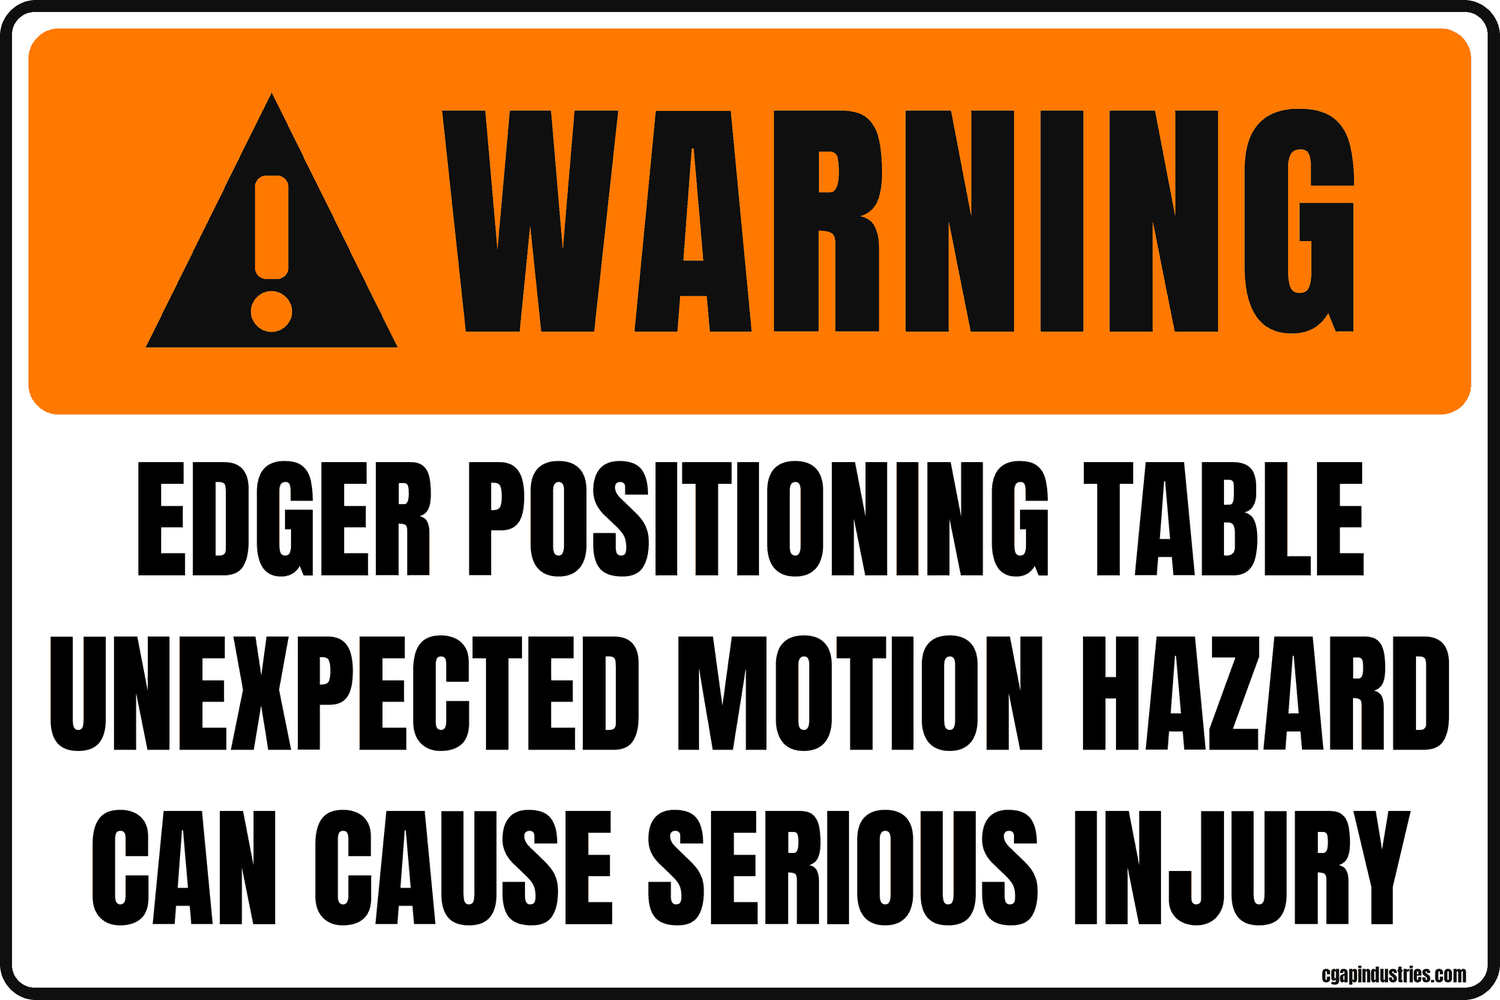 WARNING
EDGER POSITIONING TABLE
UNEXPECTED MOTION HAZARD
CAN CAUSE SERIOUS INJURY
cgapindustries.com